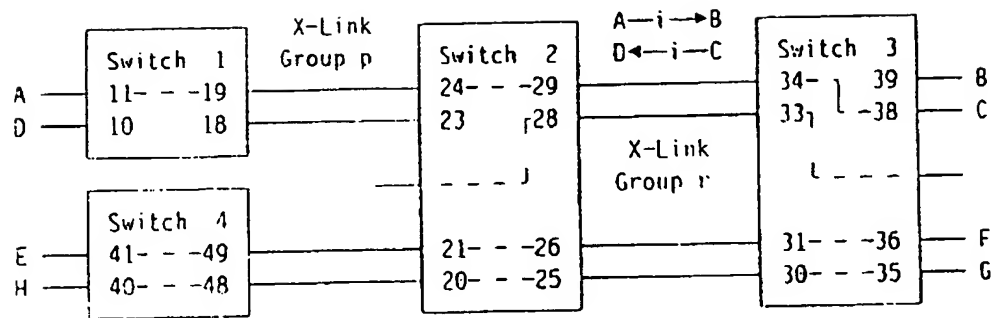 X-Link
Group p
A—i→B
D←i—C
Switch 1
11- - -19
10 18
A
D
Switch 2
24- - -29
23 28
- - -
21- - -26
20- - -25
X-Link
Group r
Switch 3
34- 39
33 -38
- - -
31- - -36
30- - -35
B
C
F
G
Switch 4
41- - -49
40- - -48
E
H